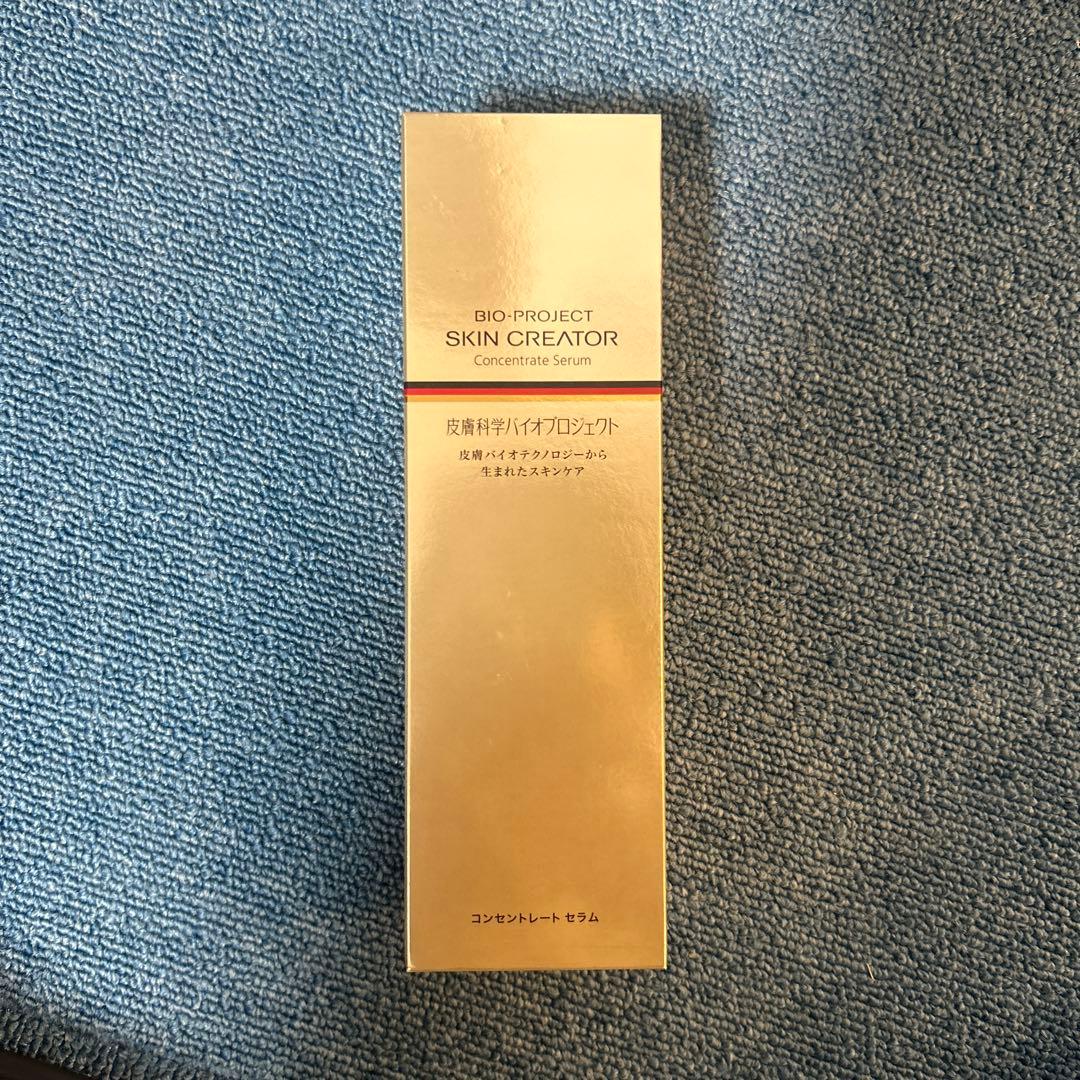 BIO-PROJECT
SKIN CREATOR
Concentrate Serum
皮膚科学バイオプロジェクト
皮膚バイオテクノロジーから
生まれたスキンケア
コンセントレート セラム